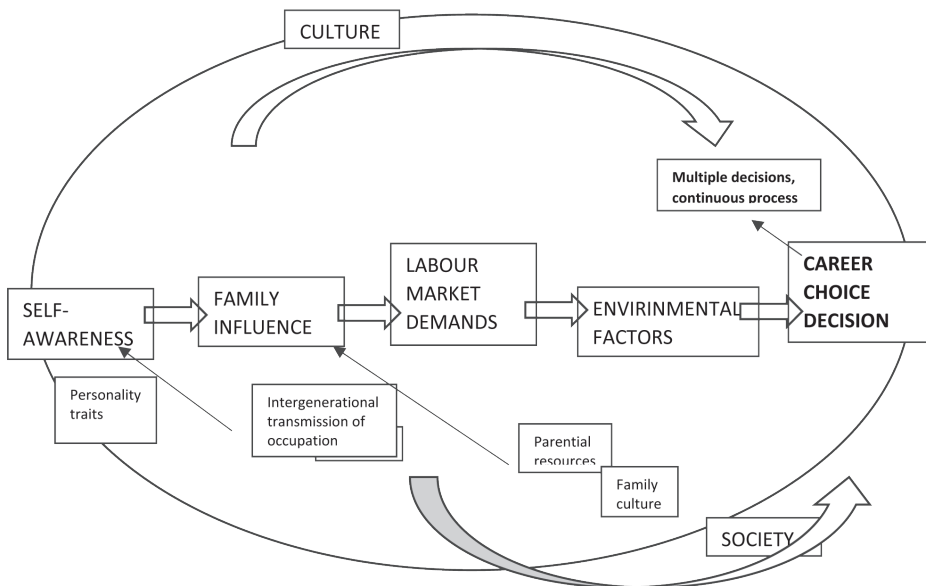 CULTURE
Multiple decisions,
continuous process
SELF-
AWARENESS
FAMILY
INFLUENCE
LABOUR
MARKET
DEMANDS
ENVIRINMENTAL
FACTORS
CAREER
CHOICE
DECISION
Personality
traits
Intergenerational
transmission of
occupation
Parental
resources
Family
culture
SOCIETY